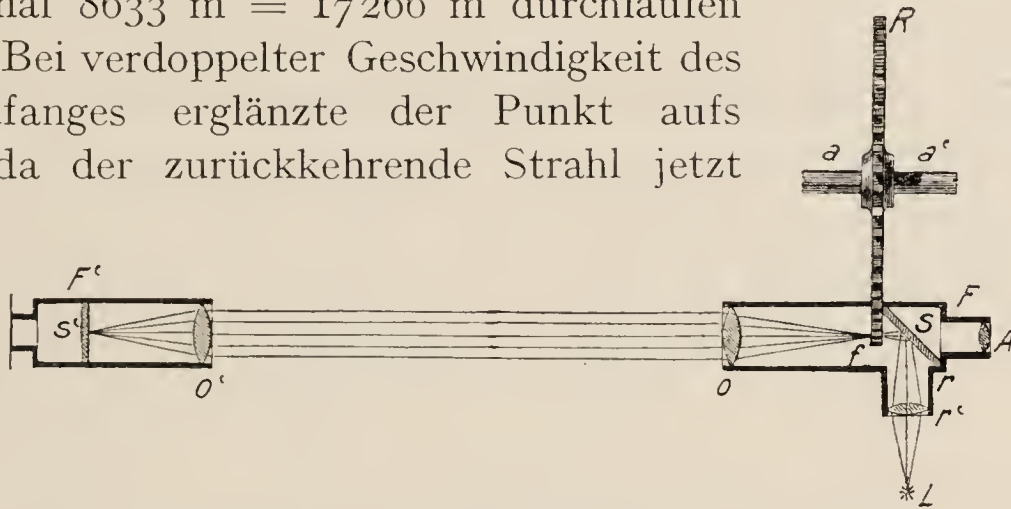 mal 8633 m = 17266 m durchlaufen
Bei verdoppelter Geschwindigkeit des
fanges erglänzte der Punkt aufs
da der zurückkehrende Strahl jetzt
R
a a'
F' F
S' S
A
f
O' O
r
r'
L